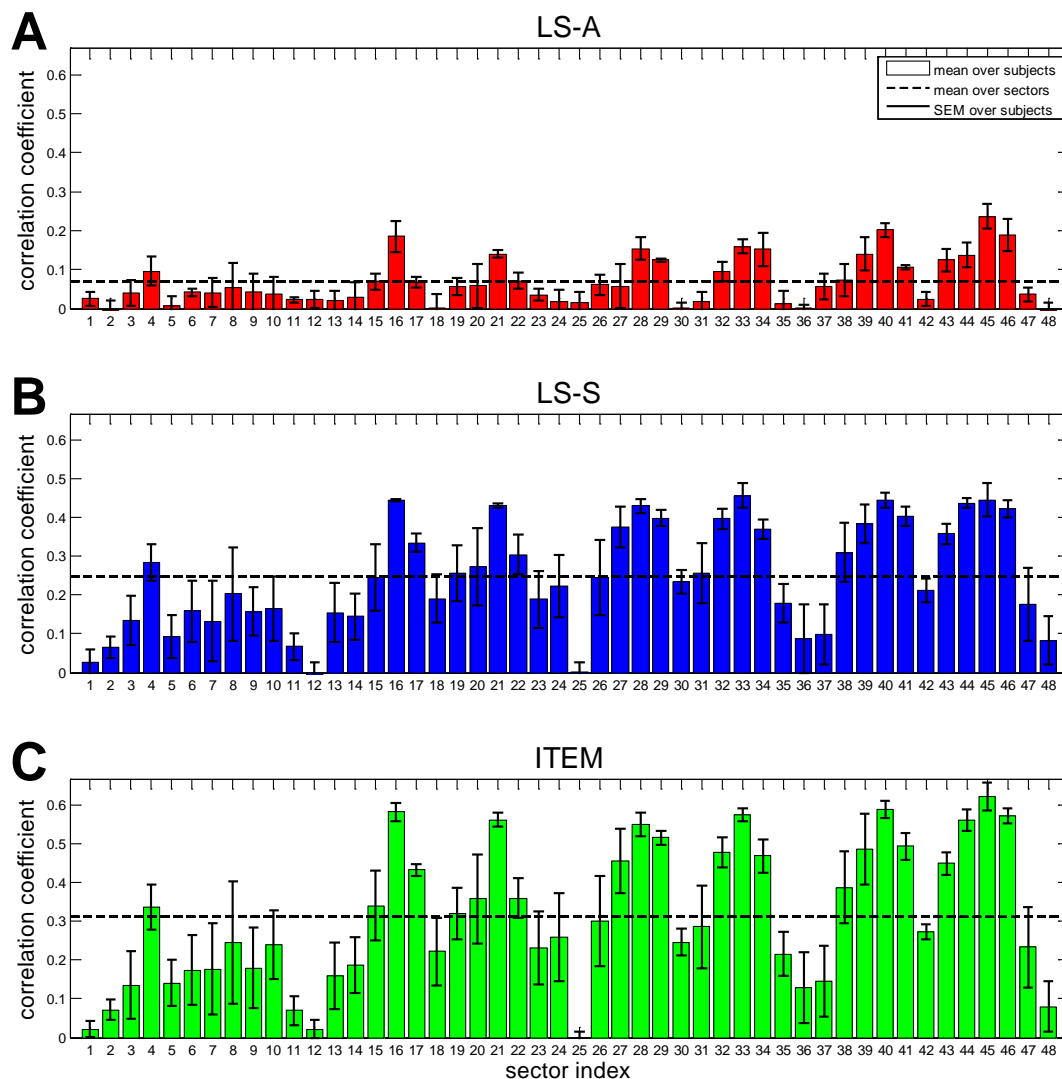 A
LS-A
correlation coefficient
0.6
0.5
0.4
0.3
0.2
0.1
0
mean over subjects
mean over sectors
SEM over subjects
1 2 3 4 5 6 7 8 9 10 11 12 13 14 15 16 17 18 19 20 21 22 23 24 25 26 27 28 29 30 31 32 33 34 35 36 37 38 39 40 41 42 43 44 45 46 47 48
B
LS-S
correlation coefficient
0.6
0.5
0.4
0.3
0.2
0.1
0
1 2 3 4 5 6 7 8 9 10 11 12 13 14 15 16 17 18 19 20 21 22 23 24 25 26 27 28 29 30 31 32 33 34 35 36 37 38 39 40 41 42 43 44 45 46 47 48
C
ITEM
correlation coefficient
0.6
0.5
0.4
0.3
0.2
0.1
0
1 2 3 4 5 6 7 8 9 10 11 12 13 14 15 16 17 18 19 20 21 22 23 24 25 26 27 28 29 30 31 32 33 34 35 36 37 38 39 40 41 42 43 44 45 46 47 48
sector index